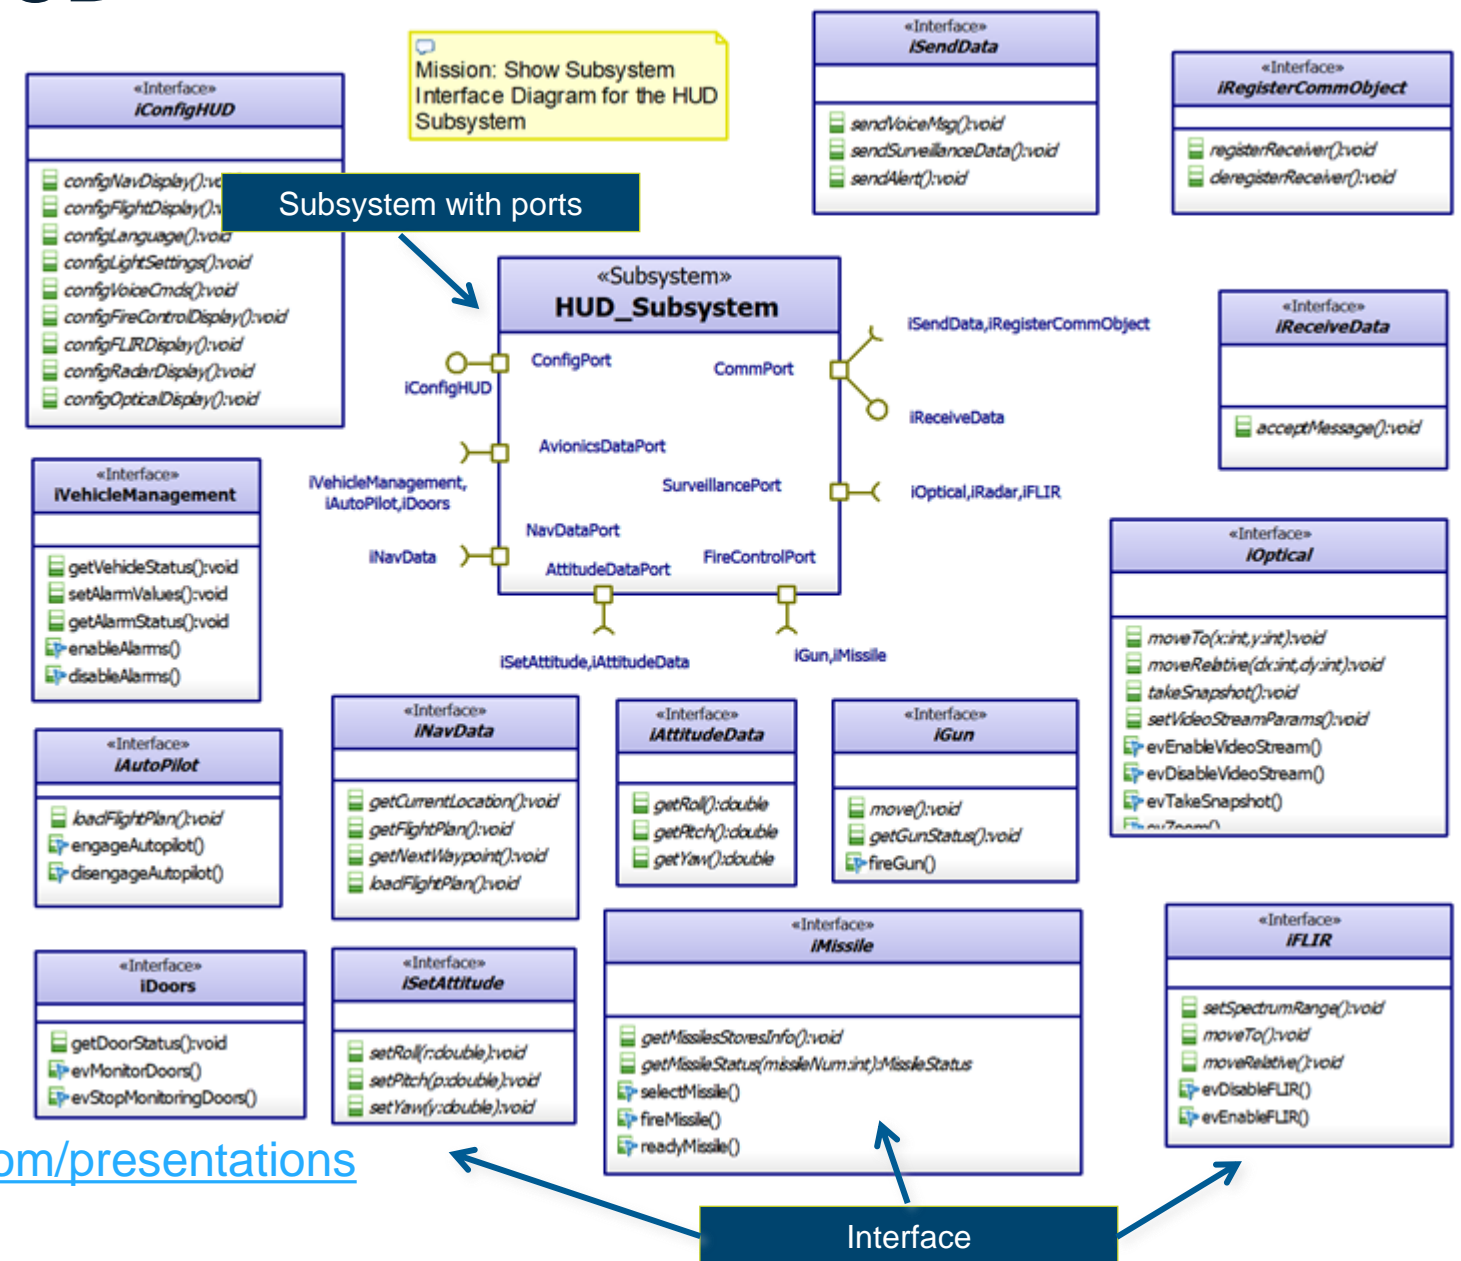 Mission: Show Subsystem
Interface Diagram for the HUD
Subsystem
«Interface»
iConfigHUD
configNavDisplay():
configFlightDisplay():
configLanguage():void
configLightSettings():void
configVoiceCmds():void
configFireControlDisplay():void
configFLIRDisplay():void
configRadarDisplay():void
configOpticalDisplay():void
«Interface»
iSendData
sendVoiceMsg():void
sendSurveillanceData():void
sendAlert():void
«Interface»
iRegisterCommObject
registerReceiver():void
deregisterReceiver():void
Subsystem with ports
«Subsystem»
HUD_Subsystem
ConfigPort
CommPort
AvionicsDataPort
SurveillancePort
NavDataPort
AttitudeDataPort
FireControlPort
iConfigHUD
iVehicleManagement,
iAutoPilot,iDoors
iNavData
iSetAttitude,iAttitudeData
iGun,iMissile
iSendData,iRegisterCommObject
iReceiveData
iOptical,iRadar,iFLIR
«Interface»
iReceiveData
acceptMessage():void
«Interface»
iVehicleManagement
getVehicleStatus():void
setAlarmValues():void
getAlarmStatus():void
enableAlarms()
disableAlarms()
«Interface»
iOptical
moveTo(x:int,y:int):void
moveRelative(dx:int,dy:int):void
takeSnapshot():void
setVideoStreamParams():void
evEnableVideoStream()
evDisableVideoStream()
evTakeSnapshot()
evZoom()
«Interface»
iAutoPilot
loadFlightPlan():void
engageAutopilot()
disengageAutopilot()
«Interface»
iNavData
getCurrentLocation():void
getFlightPlan():void
getNextWaypoint():void
loadFlightPlan():void
«Interface»
iAttitudeData
getRoll():double
getPitch():double
getYaw():double
«Interface»
iGun
move():void
getGunStatus():void
fireGun()
«Interface»
iDoors
getDoorStatus():void
evMonitorDoors()
evStopMonitoringDoors()
«Interface»
iSetAttitude
setRoll(r:double):void
setPitch(p:double):void
setYaw(y:double):void
«Interface»
iMissile
getMissilesStoresInfo():void
getMissileStatus(missileNum:int):MissileStatus
selectMissile()
fireMissile()
readyMissile()
«Interface»
iFLIR
setSpectrumRange():void
moveTo():void
moveRelative():void
evDisableFLIR()
evEnableFLIR()
om/presentations
Interface